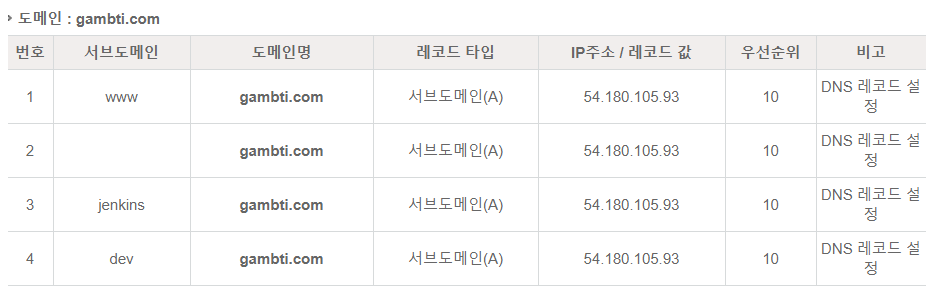 도메인 : gambti.com
번호 서브도메인 도메인명 레코드 타입 IP주소 / 레코드 값 우선순위 비고
1 www gambti.com 서브도메인(A) 54.180.105.93 10 DNS 레코드 설
정
2 gambti.com 서브도메인(A) 54.180.105.93 10 DNS 레코드 설
정
3 jenkins gambti.com 서브도메인(A) 54.180.105.93 10 DNS 레코드 설
정
4 dev gambti.com 서브도메인(A) 54.180.105.93 10 DNS 레코드 설
정